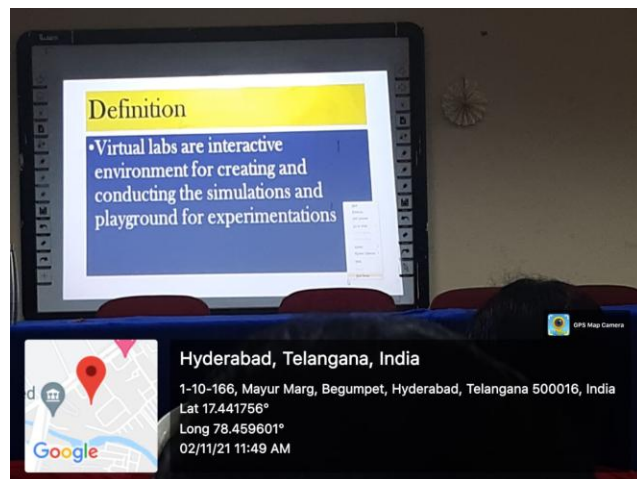 Definition
•Virtual labs are interactive
environment for creating and
conducting the simulations and
playground for experimentations
GPS Map Camera
Hyderabad, Telangana, India
1-10-166, Mayur Marg, Begumpet, Hyderabad, Telangana 500016, India
Lat 17.441756°
Long 78.459601°
02/11/21 11:49 AM
Google